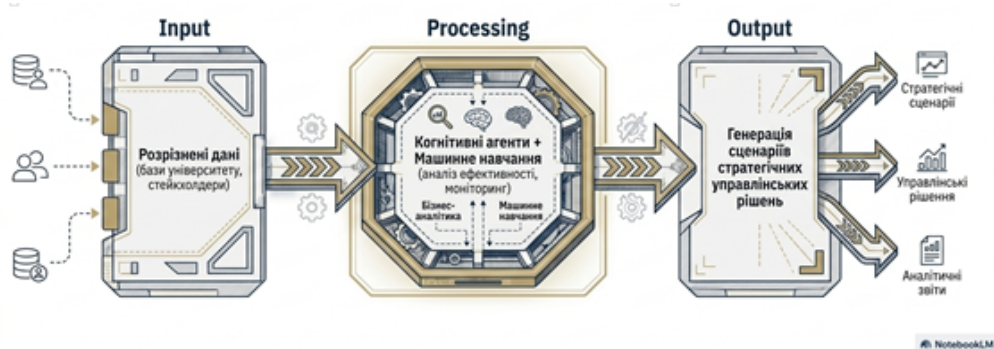 Input
Processing
Output
Розрізнені дані
(бази університету,
стейкхолдери)
Когнітивні агенти +
Машинне навчання
(аналіз ефективності,
моніторинг)
Бізнес-
аналітика
Машинне
навчання
Генерація
сценаріїв
стратегічних
управлінських
рішень
Стратегічні
сценарії
Управлінські
рішення
Аналітичні
звіти
NotebookLM